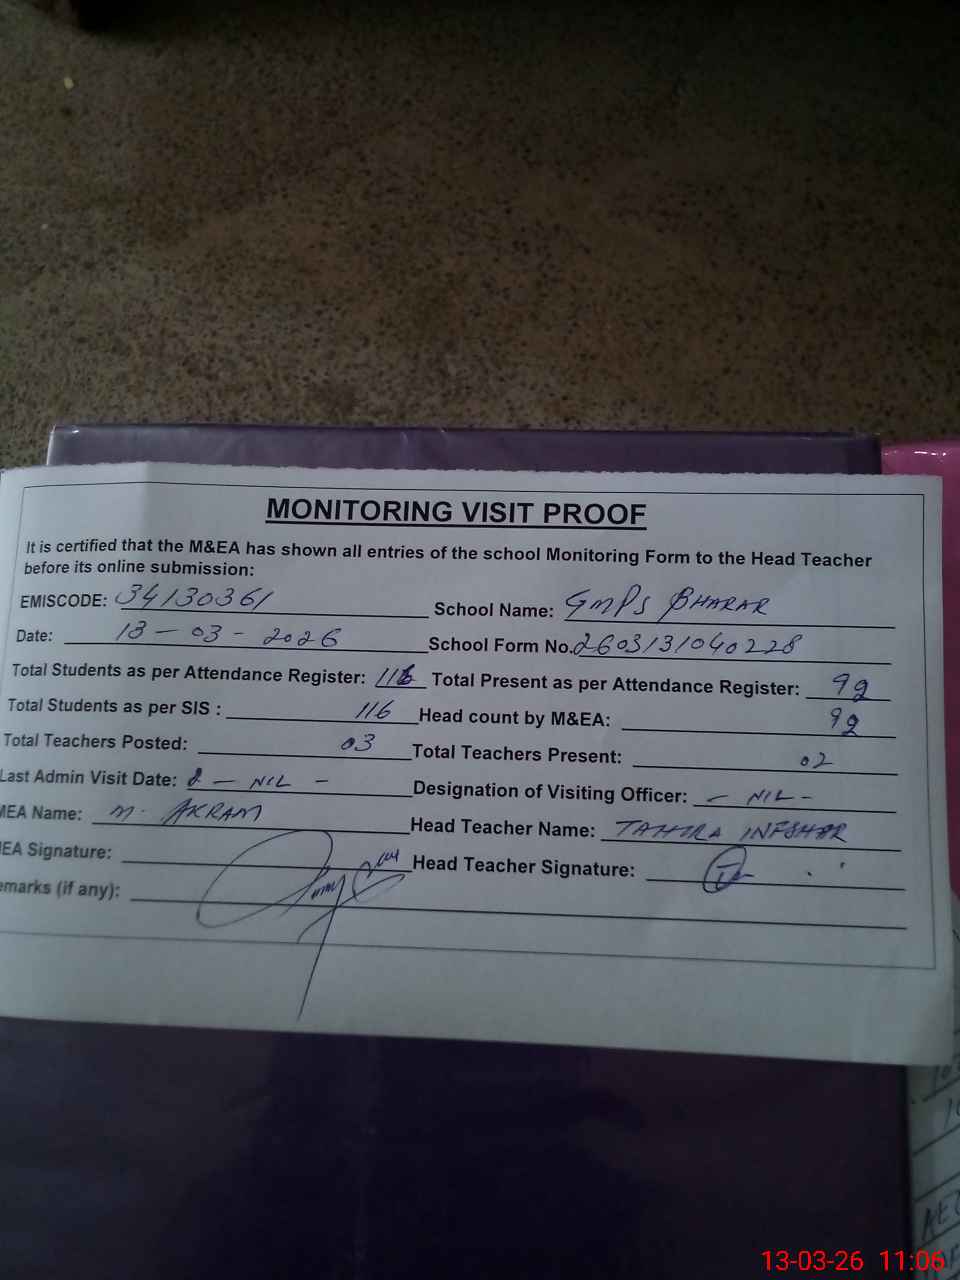 MONITORING VISIT PROOF
It is certified that the M&EA has shown all entries of the school Monitoring Form to the Head Teacher
before its online submission:
EMISCODE: 34130361 School Name: GMPS BHARAR
Date: 13-03-2026 School Form No. 2603131040228
Total Students as per Attendance Register: 116 Total Present as per Attendance Register: 92
Total Students as per SIS : 116 Head count by M&EA: 92
Total Teachers Posted: 03 Total Teachers Present: 02
Last Admin Visit Date: - NIL - Designation of Visiting Officer: - NIL -
MEA Name: M. AKRAM Head Teacher Name: TAHIRA
EA Signature: Head Teacher Signature:
emarks (if any):
13-03-26 11:06